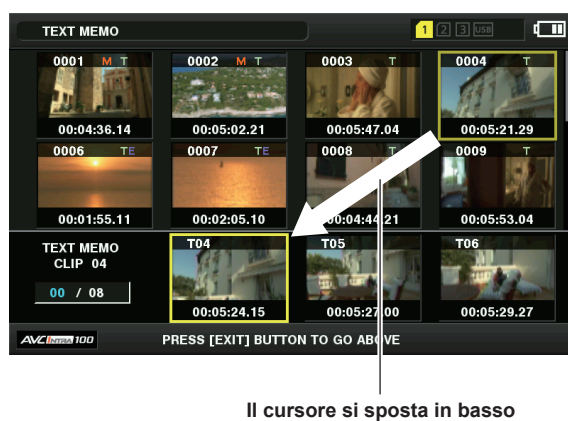 TEXT MEMO 1 2 3 USB
0001 M T 0002 M T 0003 T 0004 T
00:04:36.14 00:05:02.21 00:05:47.04 00:05:21.29
0006 TE 0007 TE 0008 T 0009 T
00:01:55.11 00:02:05.10 00:04:44.21 00:05:53.04
TEXT MEMO T04 T05 T06
CLIP 04
00 / 08
00:05:24.15 00:05:27.00 00:05:29.27
AVC INTRA 100 PRESS [EXIT] BUTTON TO GO ABOVE
Il cursore si sposta in basso